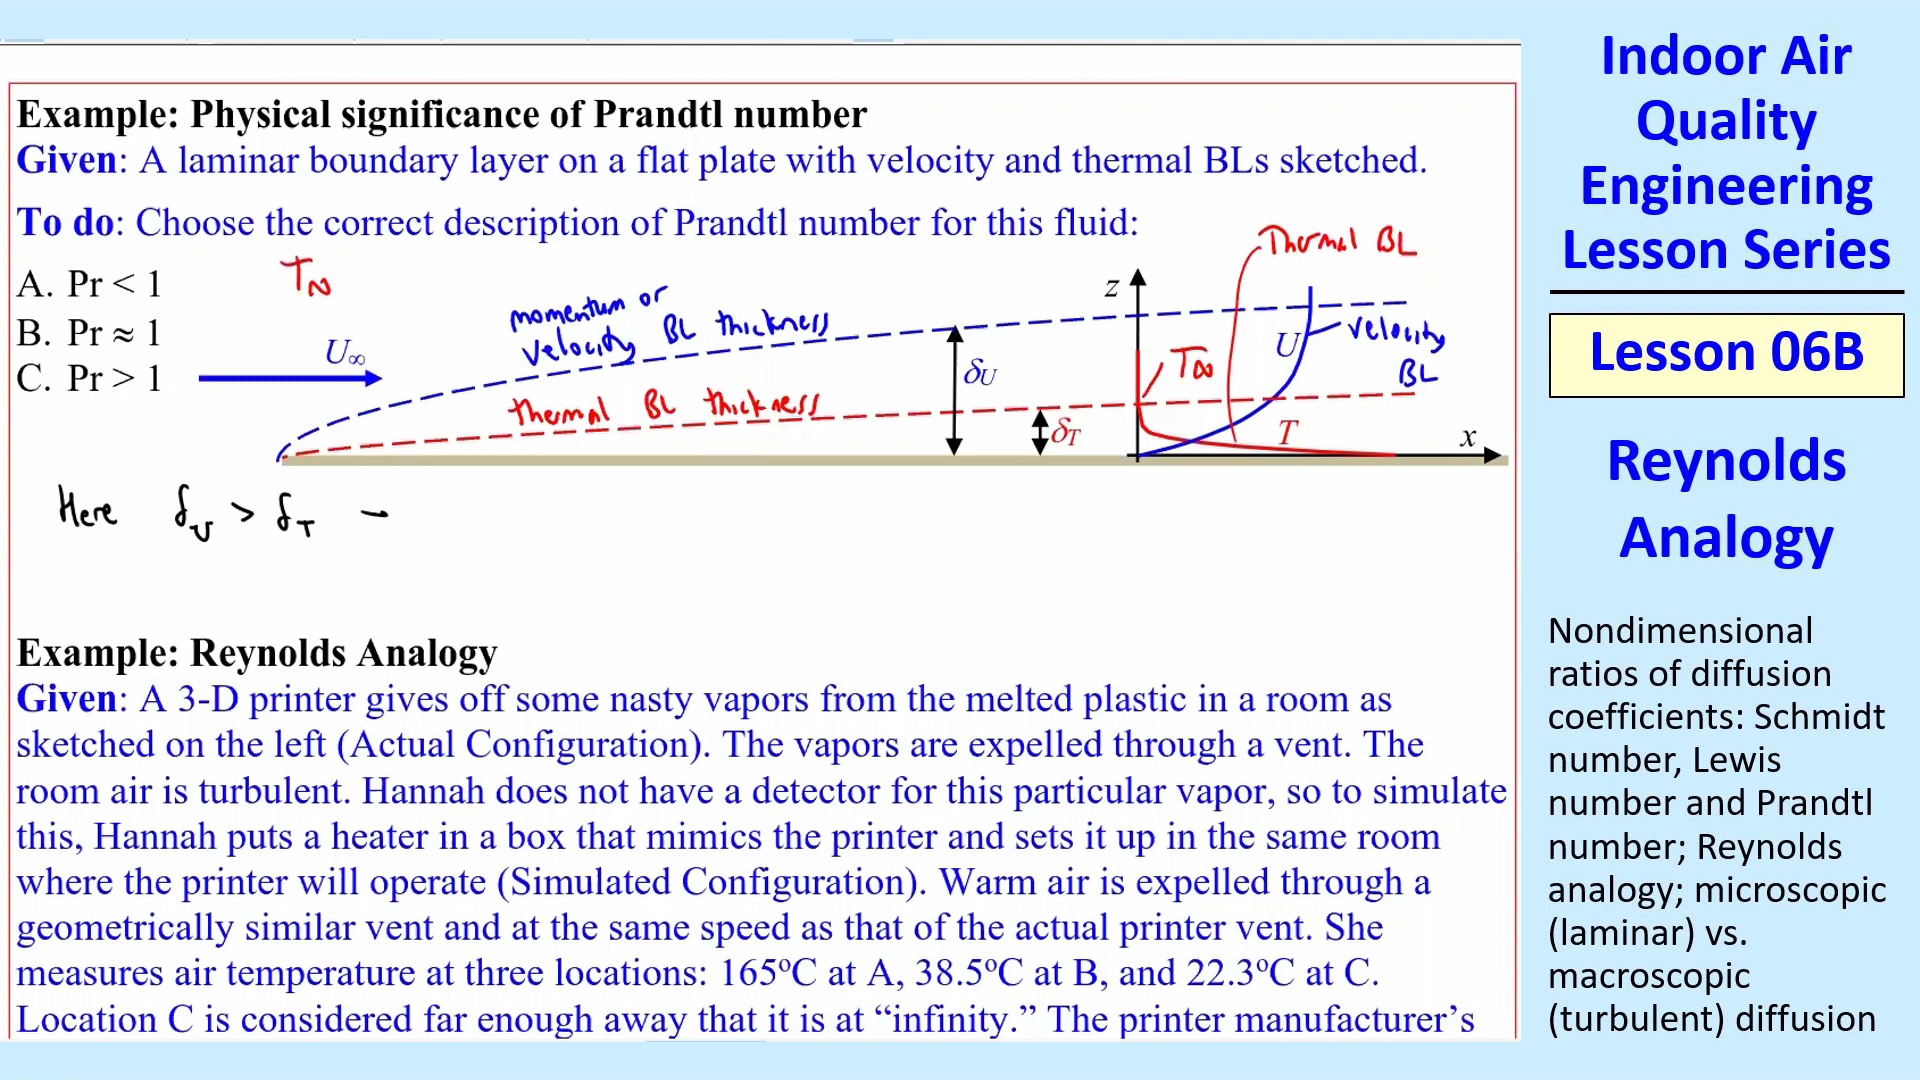 Example: Physical significance of Prandtl number
Given: A laminar boundary layer on a flat plate with velocity and thermal BLs sketched.
To do: Choose the correct description of Prandtl number for this fluid:
A. Pr < 1
B. Pr ≈ 1
C. Pr > 1
T∞
U∞
momentum or
velocity BL thickness
thermal BL thickness
δU
δT
z
Thermal BL
T∞
U
velocity
BL
T
x
Here δU > δT –
Example: Reynolds Analogy
Given: A 3-D printer gives off some nasty vapors from the melted plastic in a room as
sketched on the left (Actual Configuration). The vapors are expelled through a vent. The
room air is turbulent. Hannah does not have a detector for this particular vapor, so to simulate
this, Hannah puts a heater in a box that mimics the printer and sets it up in the same room
where the printer will operate (Simulated Configuration). Warm air is expelled through a
geometrically similar vent and at the same speed as that of the actual printer vent. She
measures air temperature at three locations: 165ºC at A, 38.5ºC at B, and 22.3ºC at C.
Location C is considered far enough away that it is at “infinity.” The printer manufacturer’s
Indoor Air
Quality
Engineering
Lesson Series
Lesson 06B
Reynolds
Analogy
Nondimensional
ratios of diffusion
coefficients: Schmidt
number, Lewis
number and Prandtl
number; Reynolds
analogy; microscopic
(laminar) vs.
macroscopic
(turbulent) diffusion